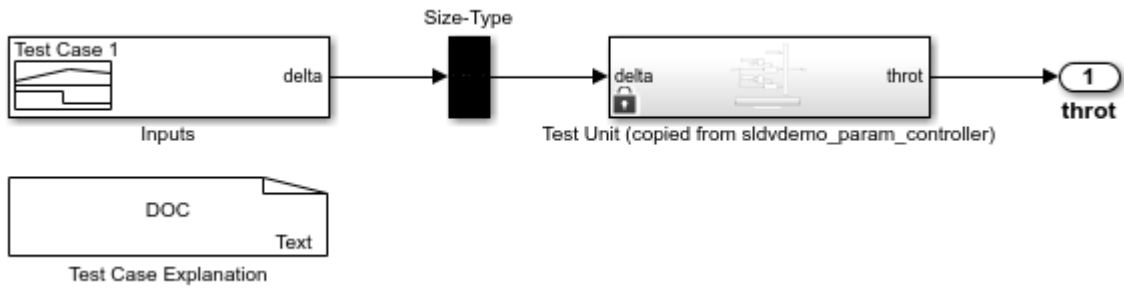 Size-Type
Test Case 1
delta
delta
throt
1
throt
Inputs
Test Unit (copied from sldvdemo_param_controller)
DOC
Text
Test Case Explanation